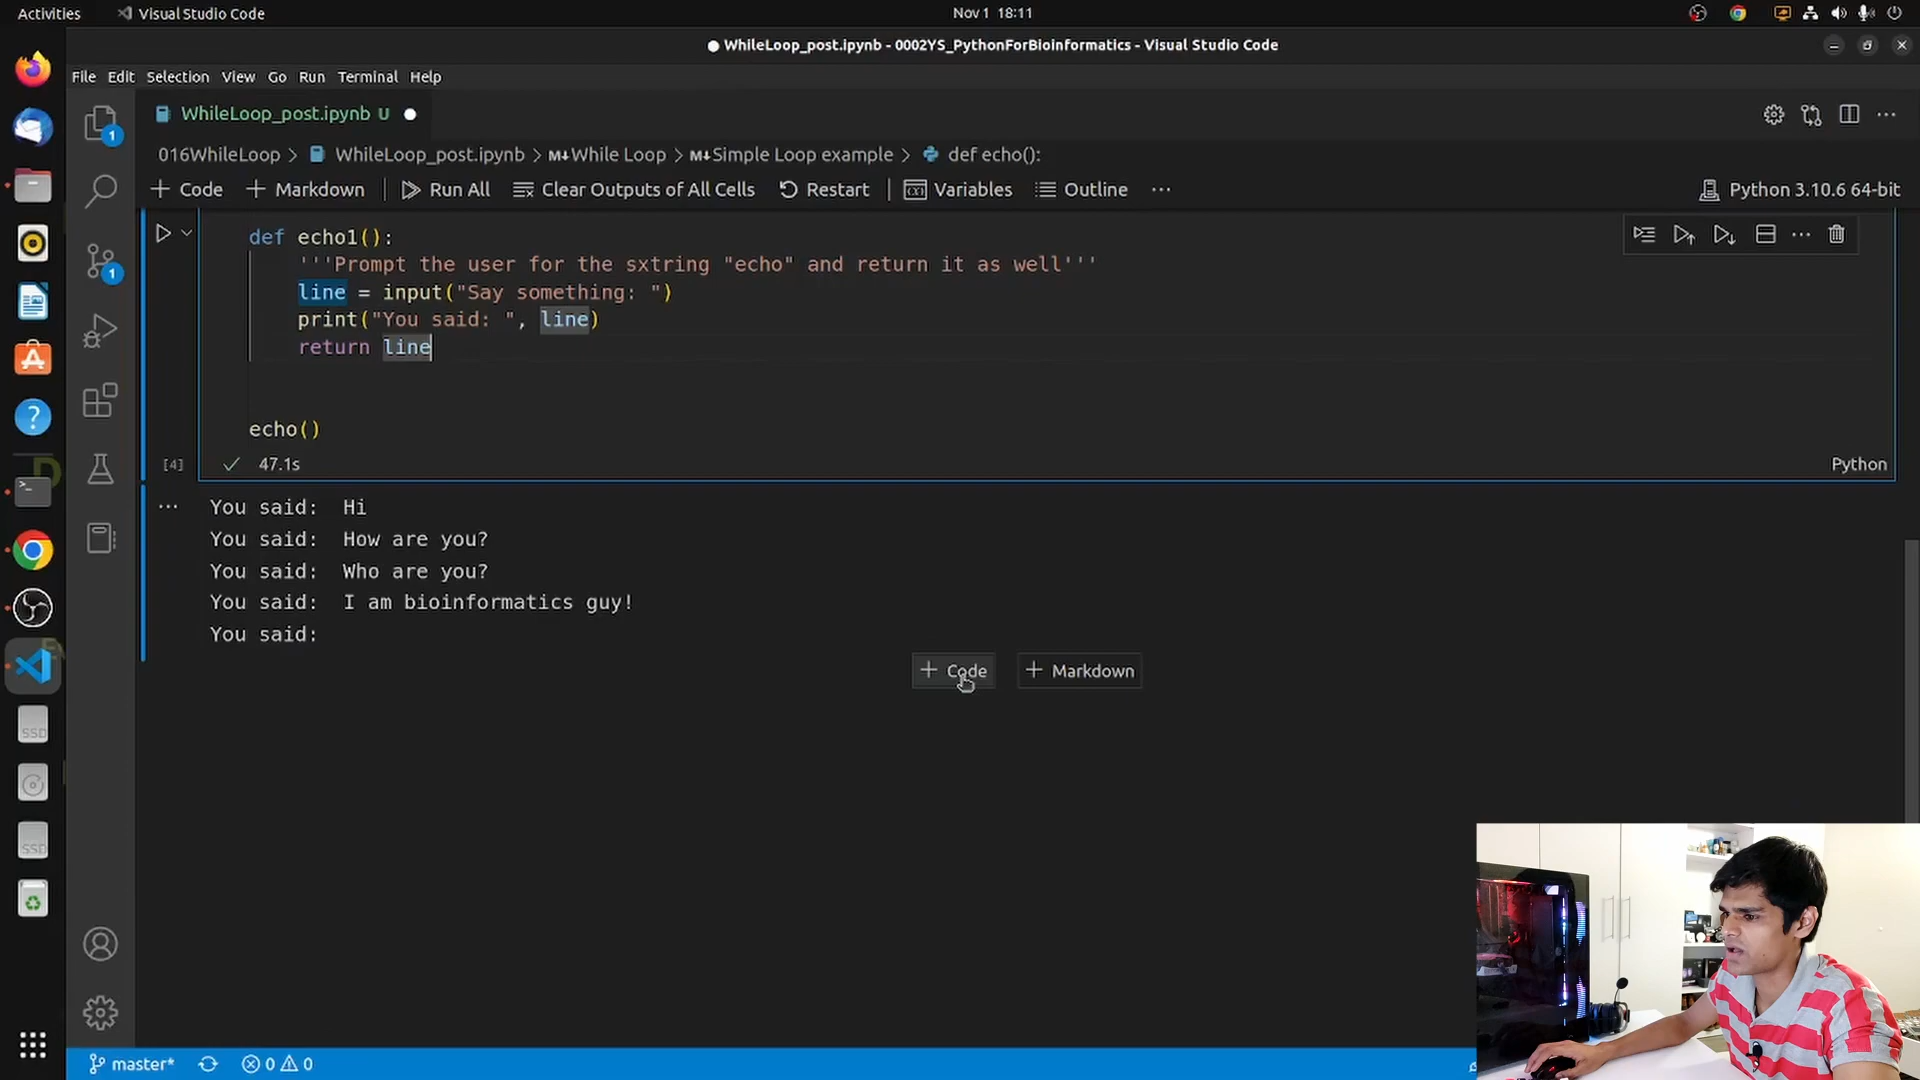 Activities
Visual Studio Code
Nov 1 18:11
WhileLoop_post.ipynb - 0002YS_PythonForBioinformatics - Visual Studio Code
File Edit Selection View Go Run Terminal Help
WhileLoop_post.ipynb U
016WhileLoop > WhileLoop_post.ipynb > M↓While Loop > M↓Simple Loop example > def echo():
+ Code + Markdown Run All Clear Outputs of All Cells Restart Variables Outline ... Python 3.10.6 64-bit
def echo1():
'''Prompt the user for the sxtring "echo" and return it as well'''
line = input("Say something: ")
print("You said: ", line)
return line
echo()
[4] ✓ 47.1s Python
... You said:  Hi
You said:  How are you?
You said:  Who are you?
You said:  I am bioinformatics guy!
You said:
+ Code + Markdown
master* 0 0
1
1
SSD
SSD